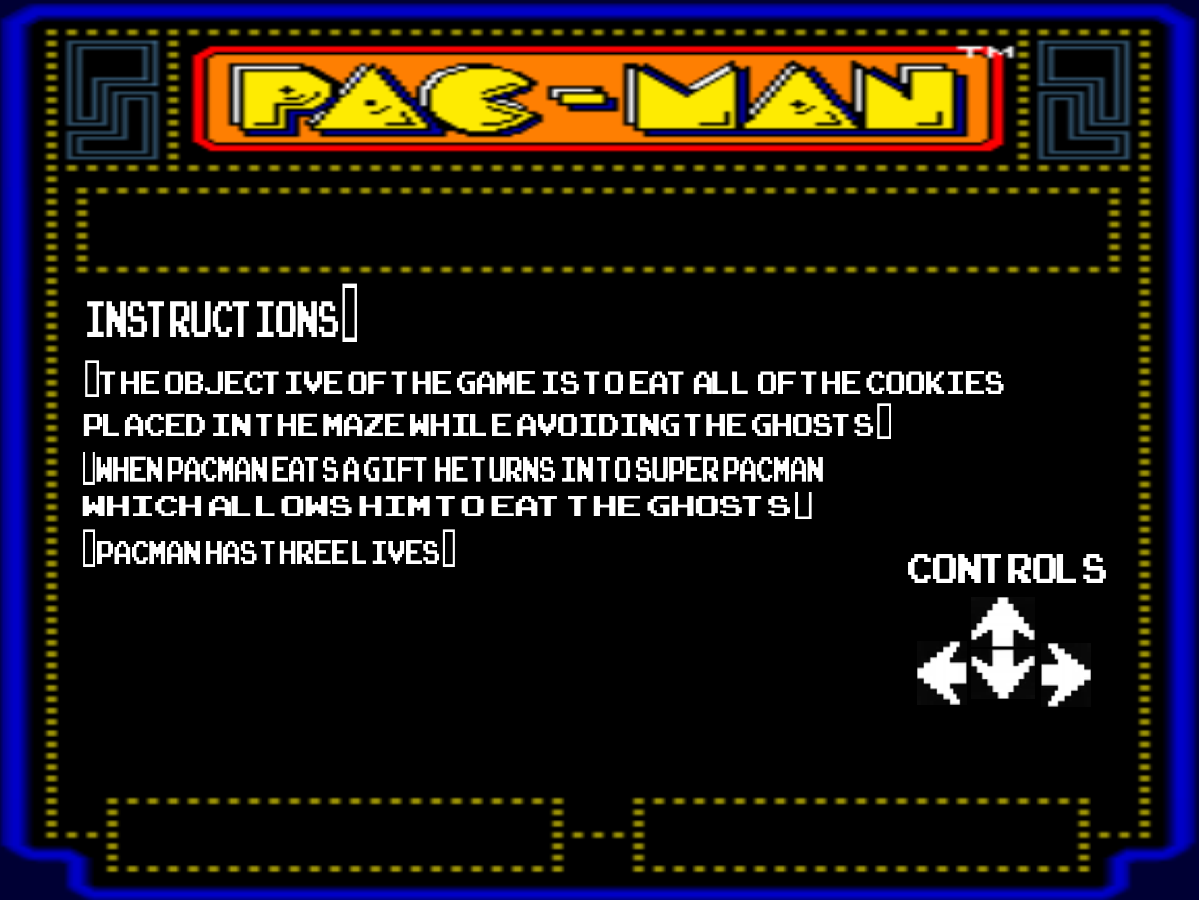 PAC-MAN™
INSTRUCTIONS▯
▯THE OBJECTIVE OF THE GAME IS TO EAT ALL OF THE COOKIES
PLACED IN THE MAZE WHILE AVOIDING THE GHOSTS▯
▯WHEN PACMAN EATS A GIFT HE TURNS INTO SUPER PACMAN
WHICH ALLOWS HIM TO EAT THE GHOSTS▯
▯PACMAN HAS THREE LIVES▯
CONTROLS